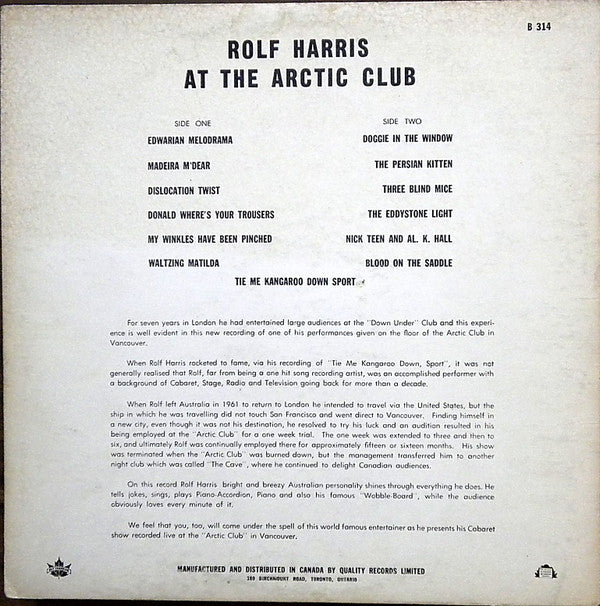 B 314
ROLF HARRIS
AT THE ARCTIC CLUB
SIDE ONE
EDWARIAN MELODRAMA
MADEIRA M'DEAR
DISLOCATION TWIST
DONALD WHERE'S YOUR TROUSERS
MY WINKLES HAVE BEEN PINCHED
WALTZING MATILDA
SIDE TWO
DOGGIE IN THE WINDOW
THE PERSIAN KITTEN
THREE BLIND MICE
THE EDDYSTONE LIGHT
NICK TEEN AND AL. K. HALL
BLOOD ON THE SADDLE
TIE ME KANGAROO DOWN SPORT
For seven years in London he had entertained large audiences at the "Down Under" Club and this experi-
ence is well evident in this new recording of one of his performances given on the floor of the Arctic Club in
Vancouver.
When Rolf Harris rocketed to fame, via his recording of "Tie Me Kangaroo Down, Sport", it was not
generally realised that Rolf, far from being a one hit song recording artist, was an accomplished performer with
a background of Cabaret, Stage, Radio and Television going back for more than a decade.
When Rolf left Australia in 1961 to return to London he intended to travel via the United States, but the
ship in which he was travelling did not touch San Francisco and went direct to Vancouver. Finding himself in
a new city, even though it was not his destination, he resolved to try his luck and an audition resulted in his
being employed at the "Arctic Club" for a one week trial. The one week was extended to three and then to
six, and ultimately Rolf was continually employed there for approximately fifteen or sixteen months. His show
was terminated when the "Arctic Club" was burned down, but the management transferred him to another
night club which was called "The Cave", where he continued to delight Canadian audiences.
On this record Rolf Harris bright and breezy Australian personality shines through everything he does. He
tells jokes, sings, plays Piano-Accordion, Piano and also his famous "Wobble-Board", while the audience
obviously loves every minute of it.
We feel that you, too, will come under the spell of this world famous entertainer as he presents his Cabaret
show recorded live at the "Arctic Club" in Vancouver.
MANUFACTURED AND DISTRIBUTED IN CANADA BY QUALITY RECORDS LIMITED
380 BIRCHMOUNT ROAD, TORONTO, ONTARIO